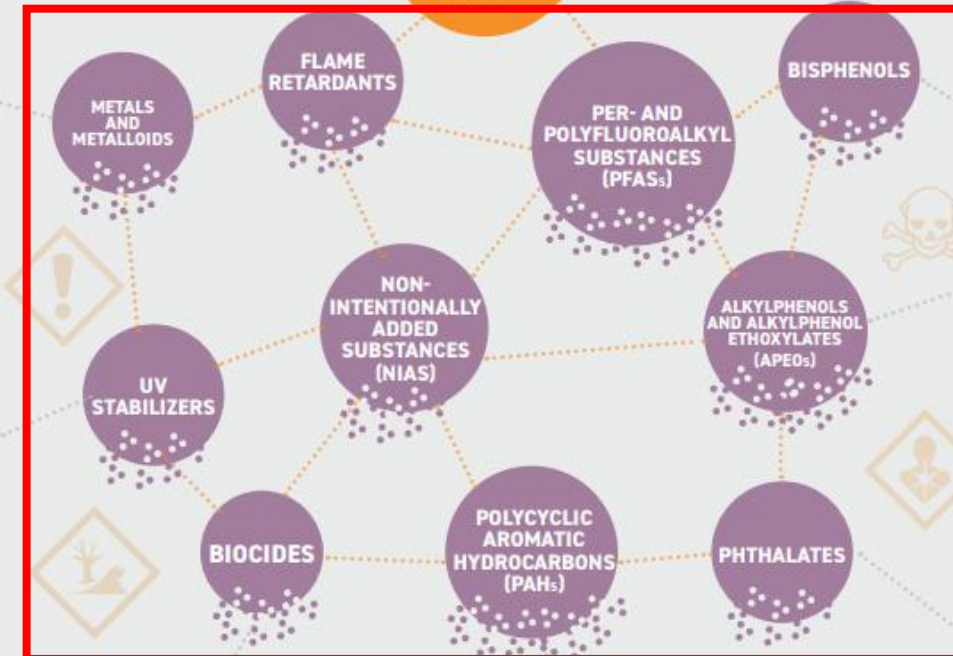 FLAME
RETARDANTS
BISPHENOLS
METALS
AND
METALLOIDS
PER- AND
POLYFLUOROALKYL
SUBSTANCES
(PFASs)
NON-
INTENTIONALLY
ADDED
SUBSTANCES
(NIAS)
ALKYLPHENOLS
AND ALKYLPHENOL
ETHOXYLATES
(APEOs)
UV
STABILIZERS
BIOCIDES
POLYCYCLIC
AROMATIC
HYDROCARBONS
(PAHs)
PHTHALATES